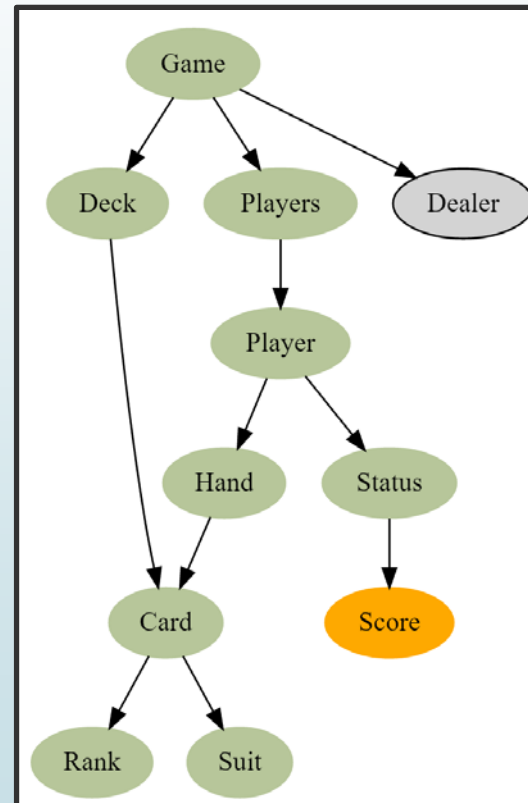 Game
Deck
Players
Dealer
Player
Hand
Status
Card
Score
Rank
Suit